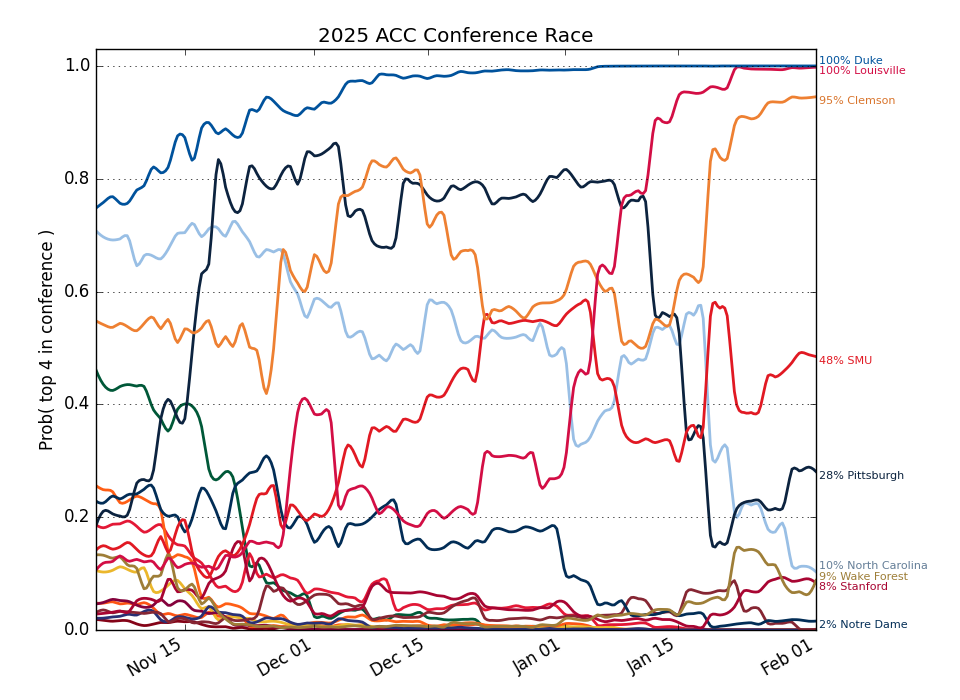 2025 ACC Conference Race
Prob( top 4 in conference )
1.0
0.8
0.6
0.4
0.2
0.0
Nov 15
Dec 01
Dec 15
Jan 01
Jan 15
Feb 01
100% Duke
100% Louisville
95% Clemson
48% SMU
28% Pittsburgh
10% North Carolina
9% Wake Forest
8% Stanford
2% Notre Dame